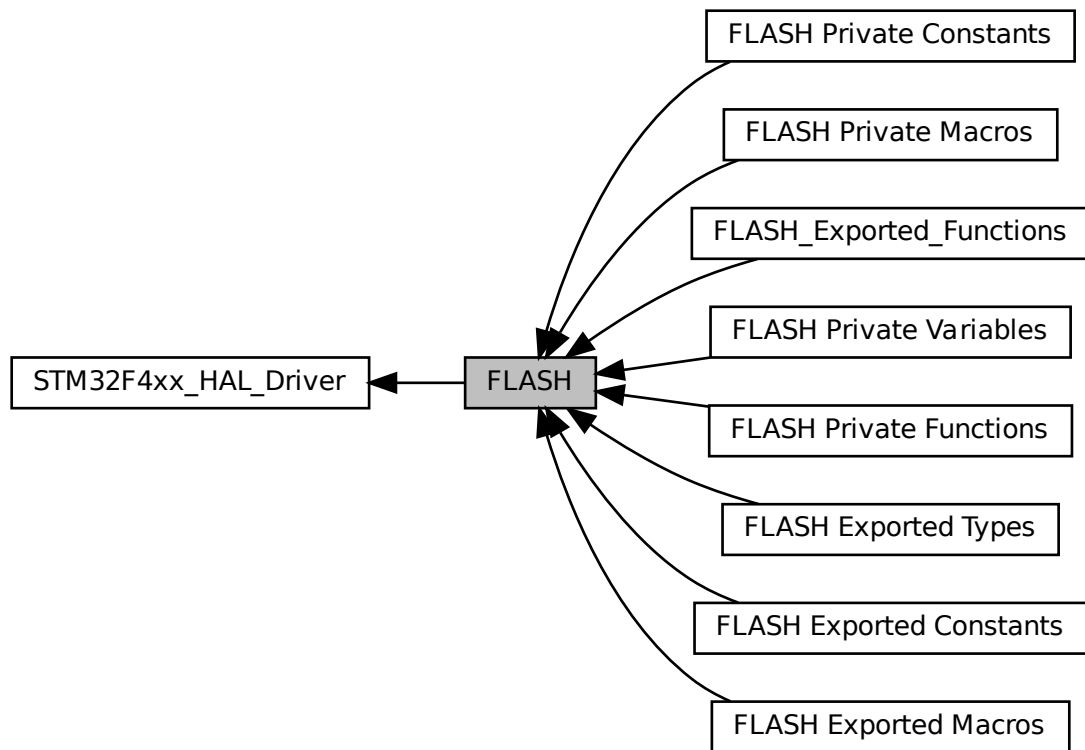 FLASH Private Constants
FLASH Private Macros
FLASH_Exported_Functions
FLASH Private Variables
STM32F4xx_HAL_Driver
FLASH
FLASH Private Functions
FLASH Exported Types
FLASH Exported Constants
FLASH Exported Macros